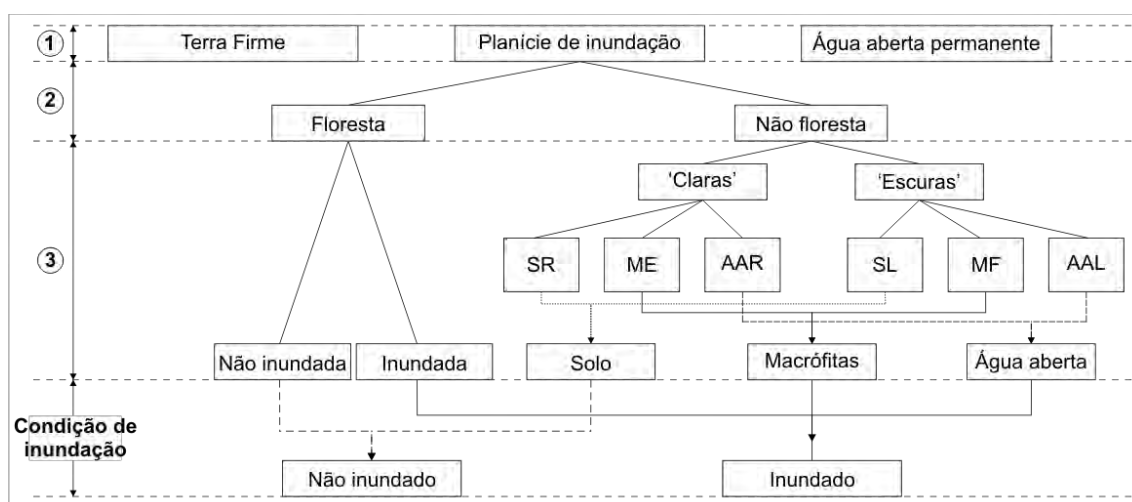 1
Terra Firme
Planície de inundação
Água aberta permanente
2
Floresta
Não floresta
3
'Claras'
'Escuras'
SR
ME
AAR
SL
MF
AAL
Não inundada
Inundada
Solo
Macrófitas
Água aberta
Condição de
inundação
Não inundado
Inundado